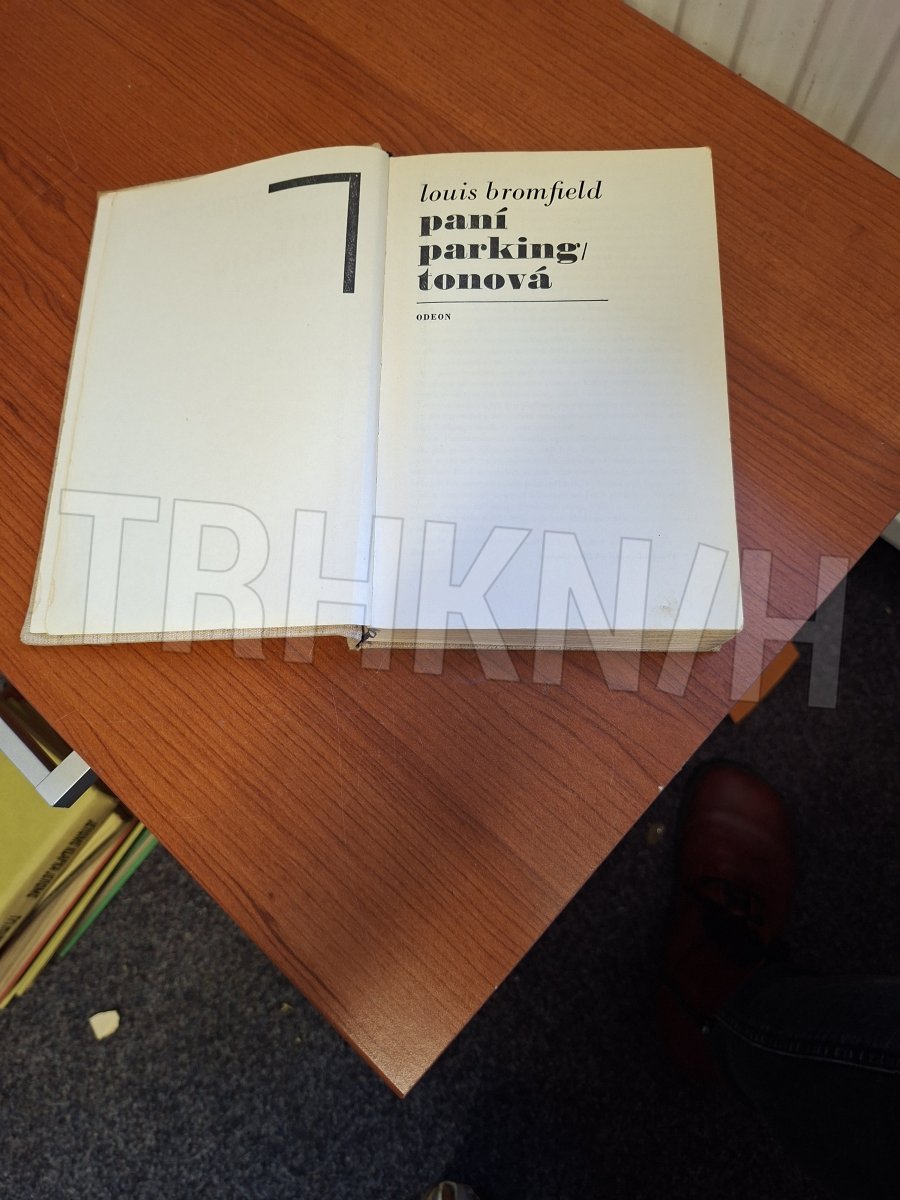 louis bromfield
paní
parking/
tonová
ODEON
TRHKNIH